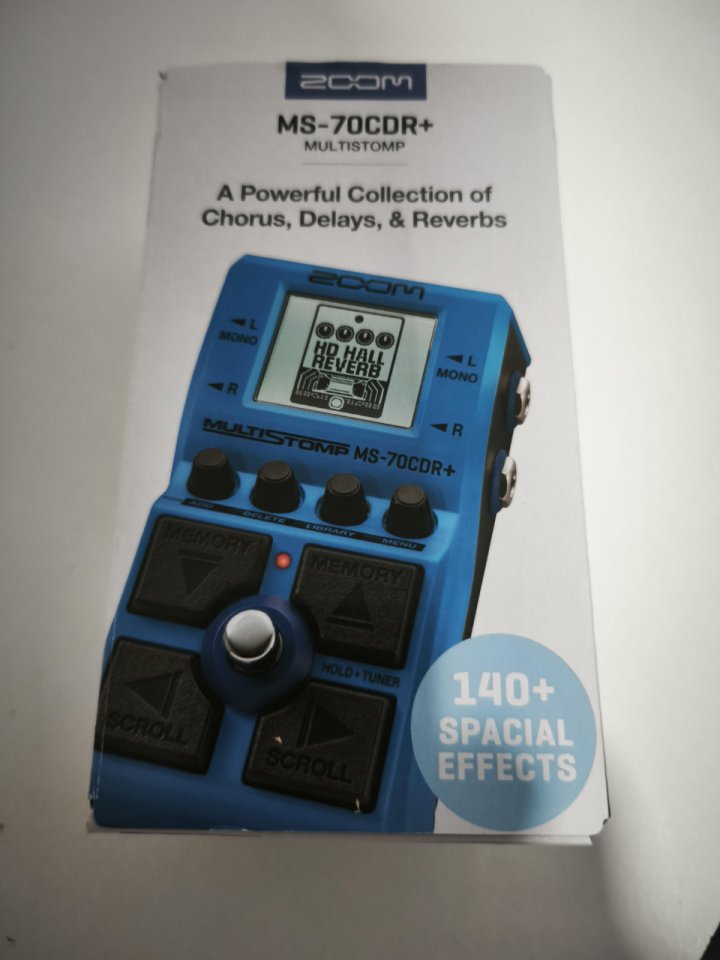 ZOOM
MS-70CDR+
MULTISTOMP
A Powerful Collection of
Chorus, Delays, & Reverbs
ZOOM
L
MONO
R
HD HALL
REVERB
L
MONO
R
MULTISTOMP MS-70CDR+
ADD
DELETE
LIBRARY
MENU
MEMORY
MEMORY
HOLD
TUNER
SCROLL
SCROLL
140+
SPACIAL
EFFECTS